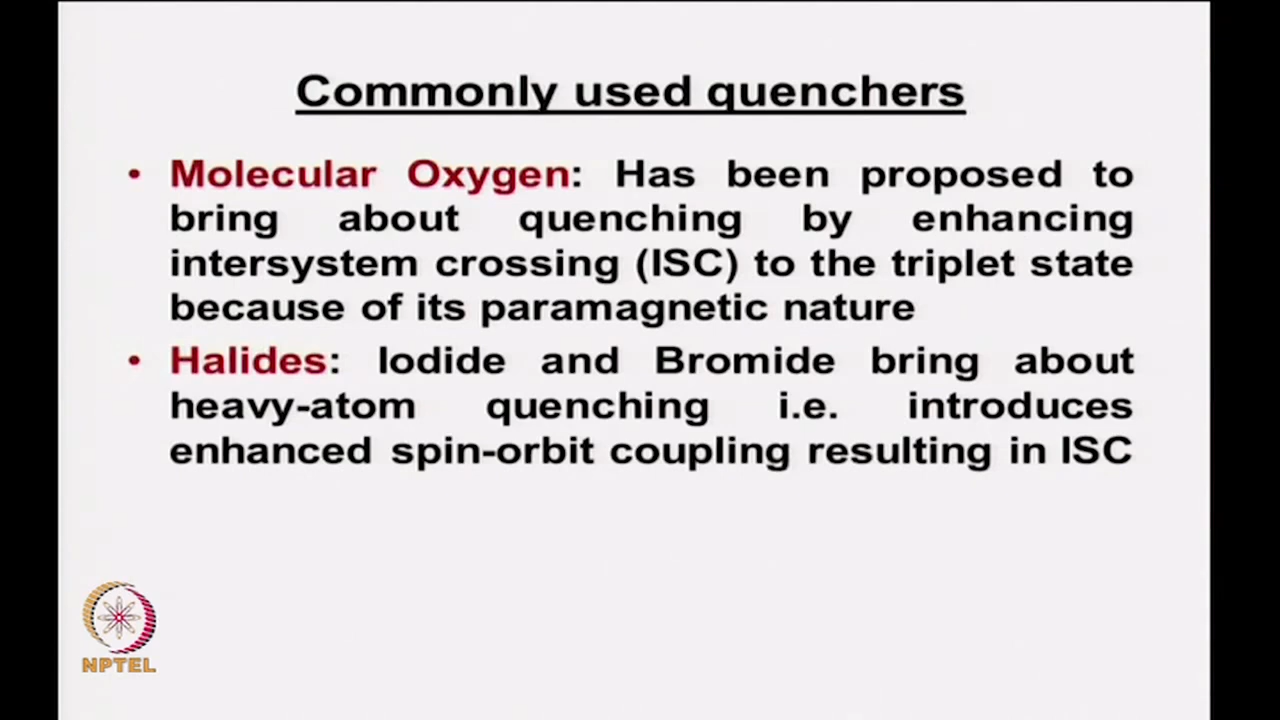 Commonly used quenchers
• Molecular Oxygen: Has been proposed to
bring about quenching by enhancing
intersystem crossing (ISC) to the triplet state
because of its paramagnetic nature
• Halides: Iodide and Bromide bring about
heavy-atom quenching i.e. introduces
enhanced spin-orbit coupling resulting in ISC
NPTEL